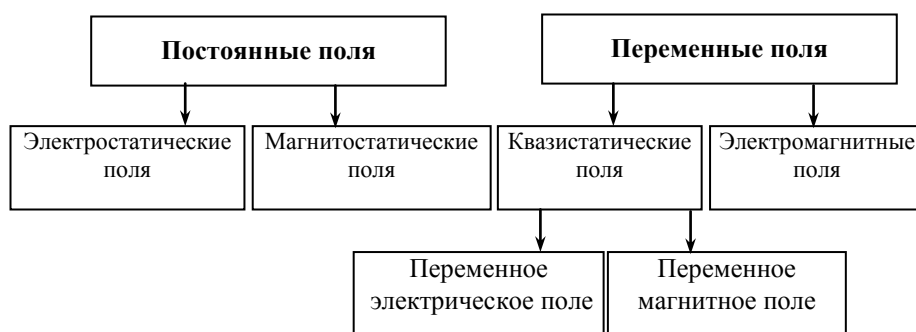 Постоянные поля
Переменные поля
Электростатические
поля
Магнитостатические
поля
Квазистатические
поля
Электромагнитные
поля
Переменное
электрическое поле
Переменное
магнитное поле